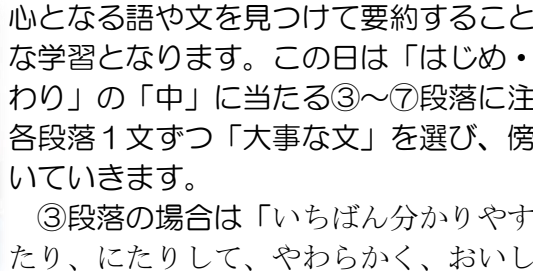 心となる語や文を見つけて要約すること
な学習となります。この日は「はじめ・
わり」の「中」に当たる③～⑦段落に注
各段落1文ずつ「大事な文」を選び、傍
いていきます。
③段落の場合は「いちばん分かりやす
たり、にたりして、やわらかく、おいし